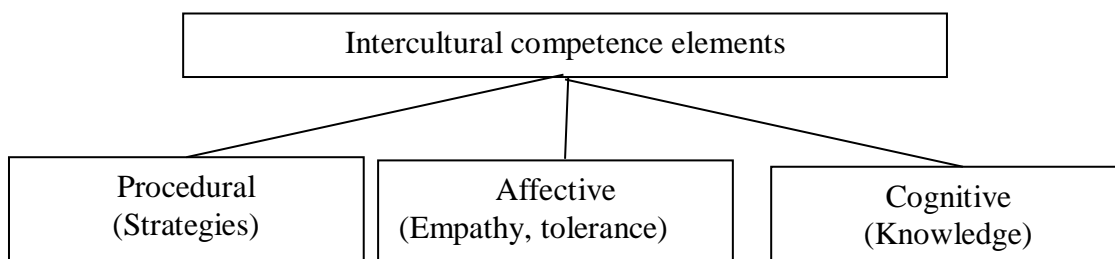 Intercultural competence elements
Procedural
(Strategies)
Affective
(Empathy, tolerance)
Cognitive
(Knowledge)